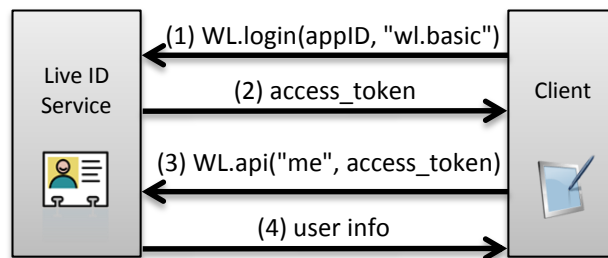 (1) WL.login(appID, "wl.basic")
Live ID
Service
(2) access_token
Client
(3) WL.api("me", access_token)
(4) user info